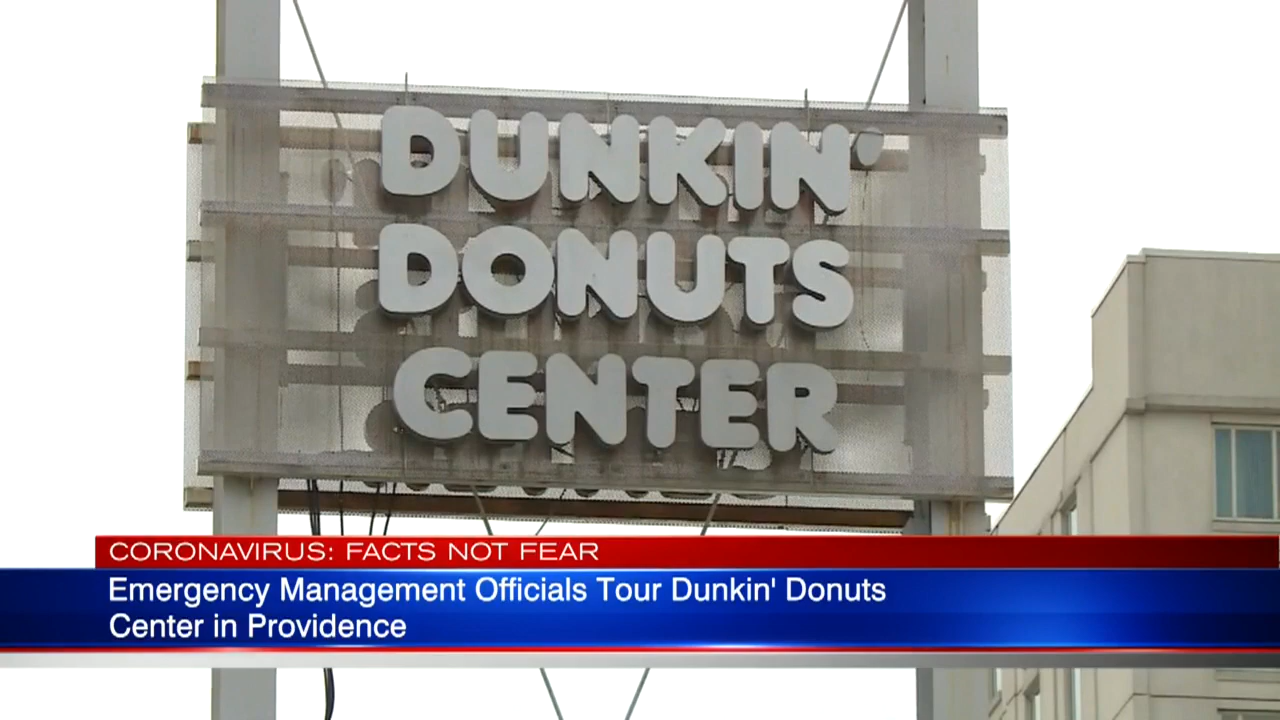 DUNKIN'
DONUTS
CENTER
CORONAVIRUS: FACTS NOT FEAR
Emergency Management Officials Tour Dunkin' Donuts
Center in Providence